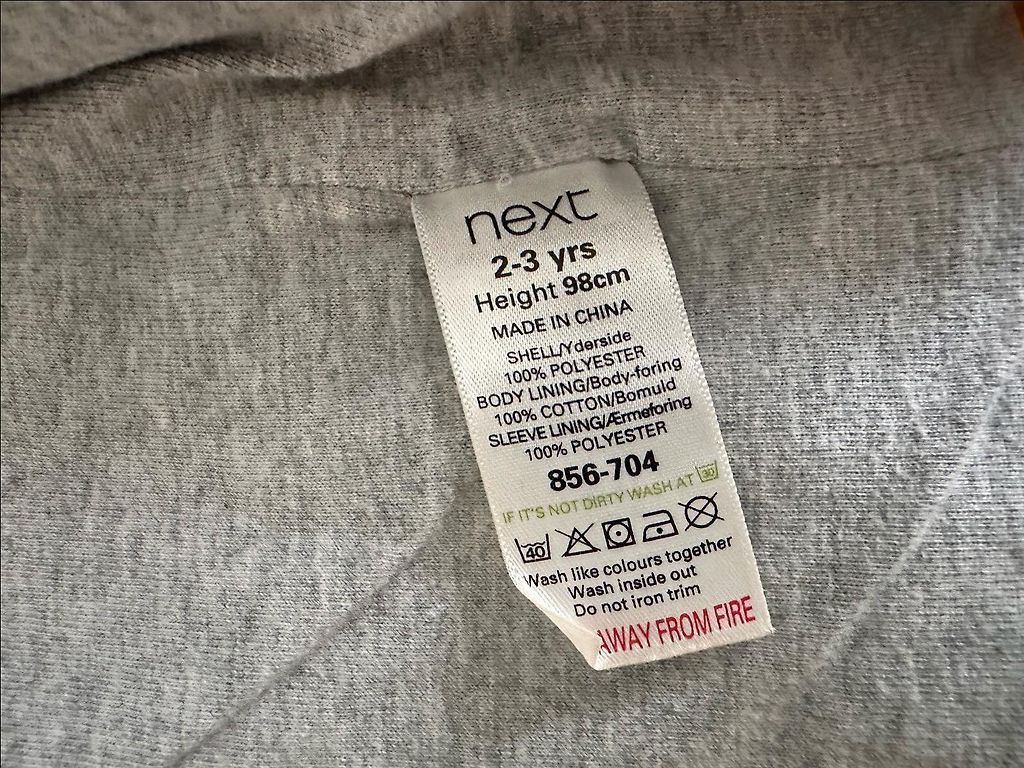 next
2-3 yrs
Height 98cm
MADE IN CHINA
SHELL/Yderside
100% POLYESTER
BODY LINING/Body-foring
100% COTTON/Bomuld
SLEEVE LINING/Ærmeforing
100% POLYESTER
856-704
IF IT'S NOT DIRTY WASH AT 30
40
Wash like colours together
Wash inside out
Do not iron trim
AWAY FROM FIRE